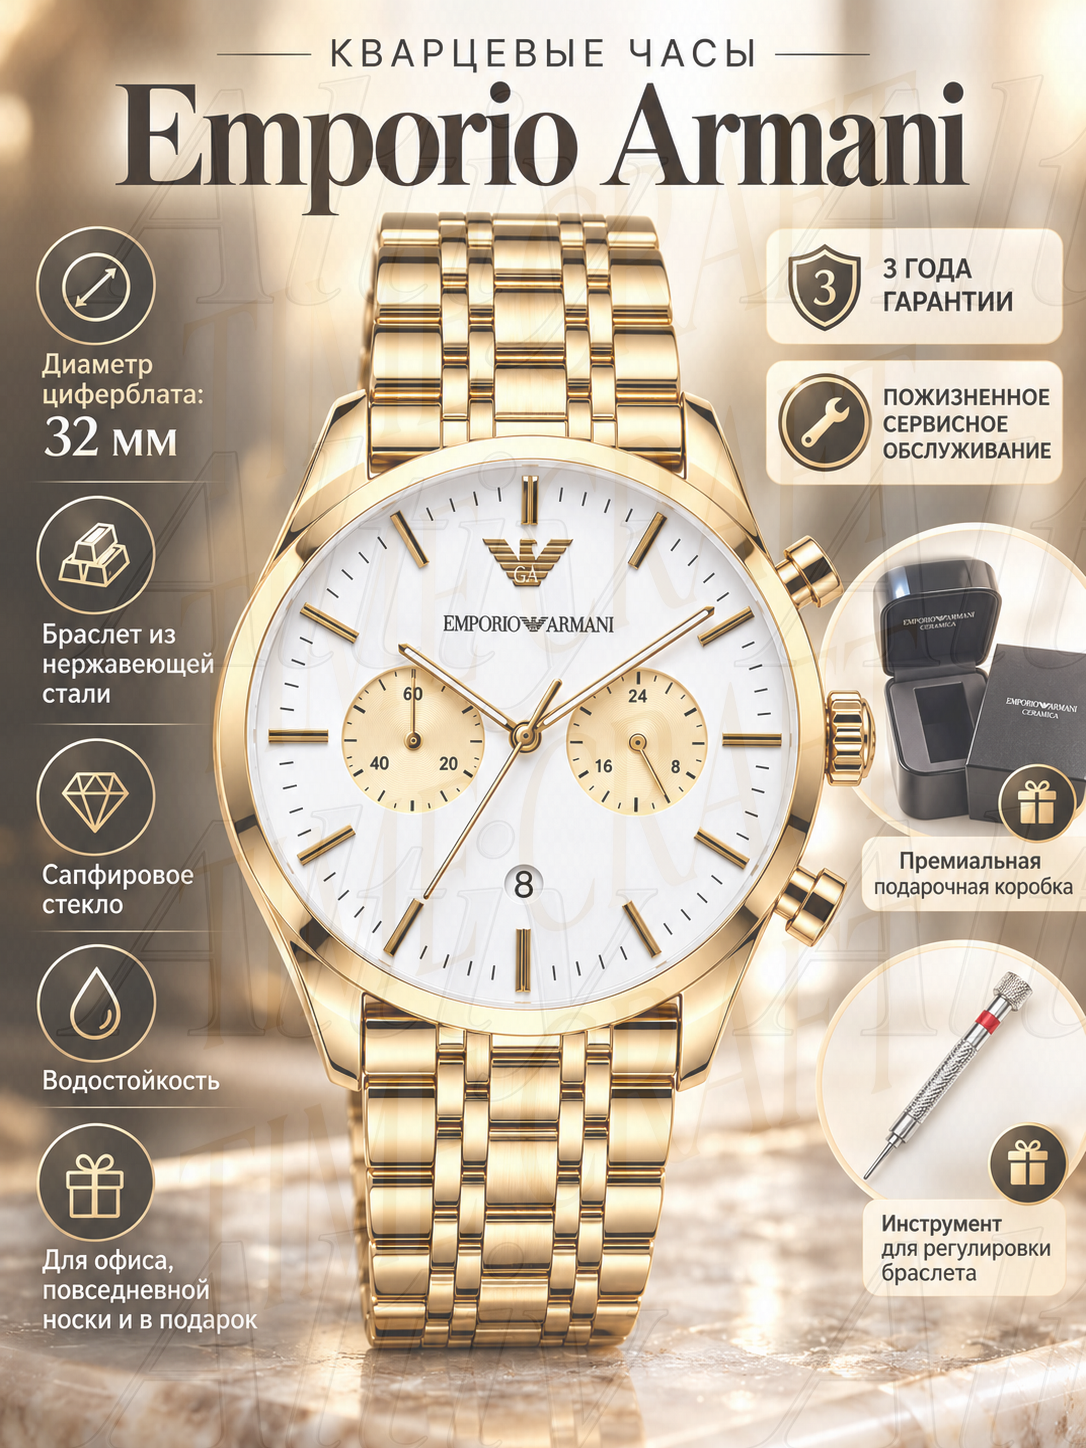 КВАРЦЕВЫЕ ЧАСЫ
Emporio Armani
Диаметр
циферблата:
32 мм
Браслет из
нержавеющей
стали
Сапфировое
стекло
Водостойкость
Для офиса,
повседневной
носки и в подарок
GA
EMPORIO ARMANI
60
40
20
24
16
8
8
3
3 ГОДА
ГАРАНТИИ
ПОЖИЗНЕННОЕ
СЕРВИСНОЕ
ОБСЛУЖИВАНИЕ
EMPORIO ARMANI
CERAMICA
EMPORIO ARMANI
CERAMICA
Премиальная
подарочная коробка
Инструмент
для регулировки
браслета